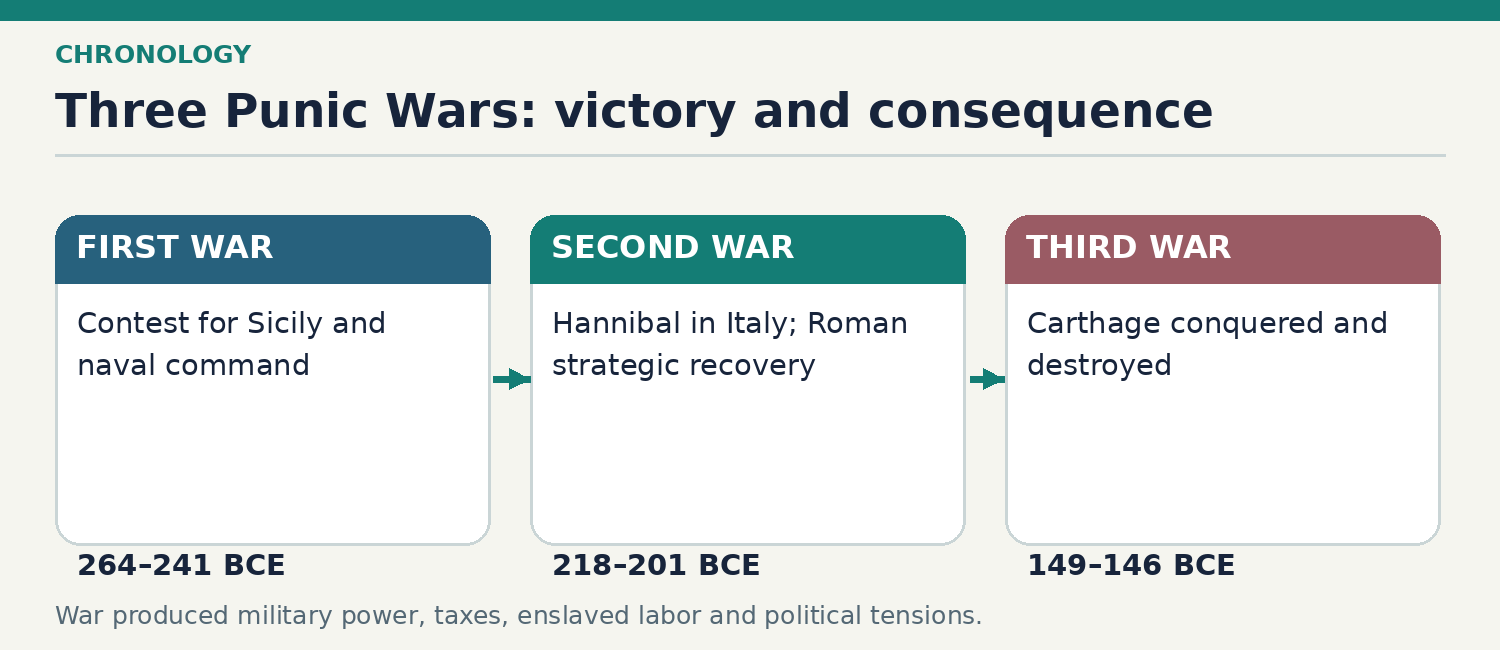 CHRONOLOGY
Three Punic Wars: victory and consequence
FIRST WAR
Contest for Sicily and
naval command
264–241 BCE
SECOND WAR
Hannibal in Italy; Roman
strategic recovery
218–201 BCE
THIRD WAR
Carthage conquered and
destroyed
149–146 BCE
War produced military power, taxes, enslaved labor and political tensions.